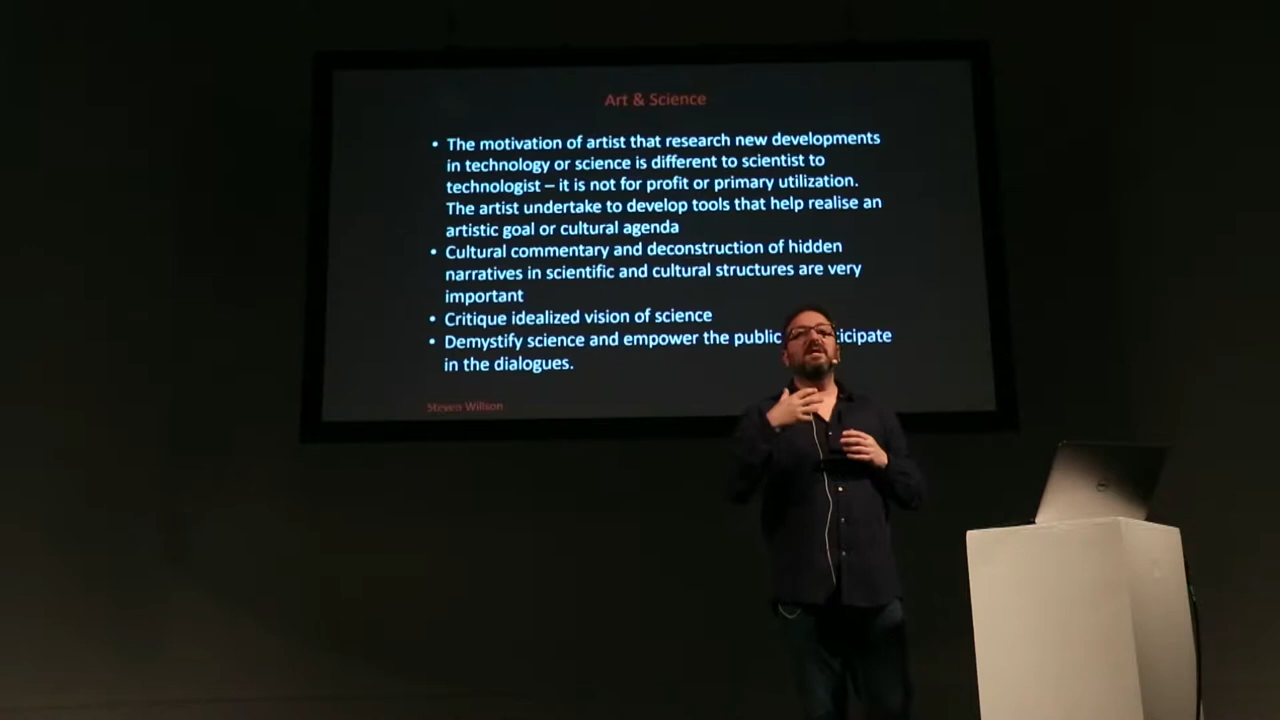 Art & Science
• The motivation of artist that research new developments
in technology or science is different to scientist to
technologist – it is not for profit or primary utilization.
The artist undertake to develop tools that help realise an
artistic goal or cultural agenda
• Cultural commentary and deconstruction of hidden
narratives in scientific and cultural structures are very
important
• Critique idealized vision of science
• Demystify science and empower the public
in the dialogues.
Steven Willson